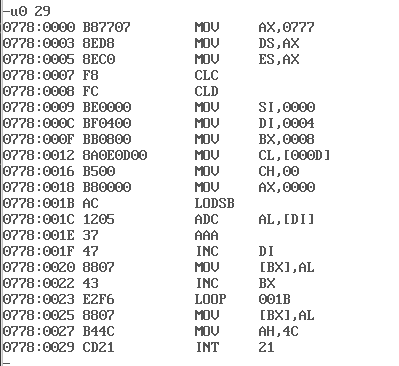 -u0 29
0778:0000 B87707 MOV AX,0777
0778:0003 8ED8 MOV DS,AX
0778:0005 8EC0 MOV ES,AX
0778:0007 F8 CLC
0778:0008 FC CLD
0778:0009 BE0000 MOV SI,0000
0778:000C BF0400 MOV DI,0004
0778:000F BB0800 MOV BX,0008
0778:0012 8A0E0D00 MOV CL,[000D]
0778:0016 B500 MOV CH,00
0778:0018 B80000 MOV AX,0000
0778:001B AC LODSB
0778:001C 1205 ADC AL,[DI]
0778:001E 37 AAA
0778:001F 47 INC DI
0778:0020 8807 MOV [BX],AL
0778:0022 43 INC BX
0778:0023 E2F6 LOOP 001B
0778:0025 8807 MOV [BX],AL
0778:0027 B44C MOV AH,4C
0778:0029 CD21 INT 21
-